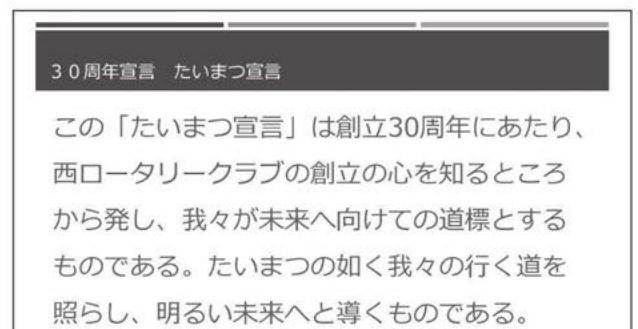 30周年宣言　たいまつ宣言
この「たいまつ宣言」は創立30周年にあたり、
西ロータリークラブの創立の心を知るところ
から発し、我々が未来へ向けての道標とする
ものである。たいまつの如く我々の行く道を
照らし、明るい未来へと導くものである。